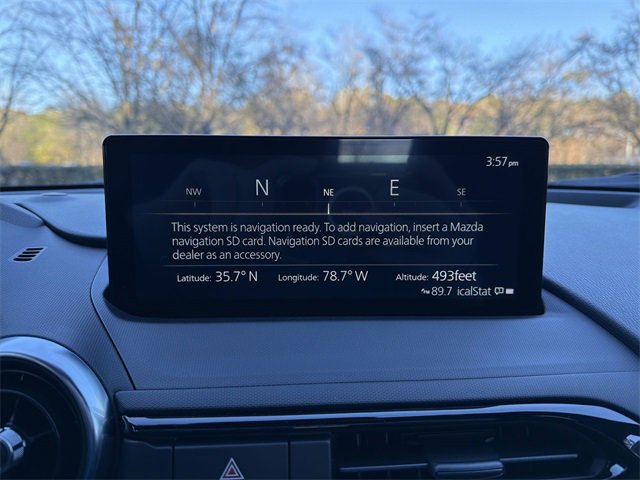 3:57pm
NW N NE E SE
This system is navigation ready. To add navigation, insert a Mazda
navigation SD card. Navigation SD cards are available from your
dealer as an accessory.
Latitude: 35.7° N Longitude: 78.7° W Altitude: 493feet
FM 89.7 icalStat